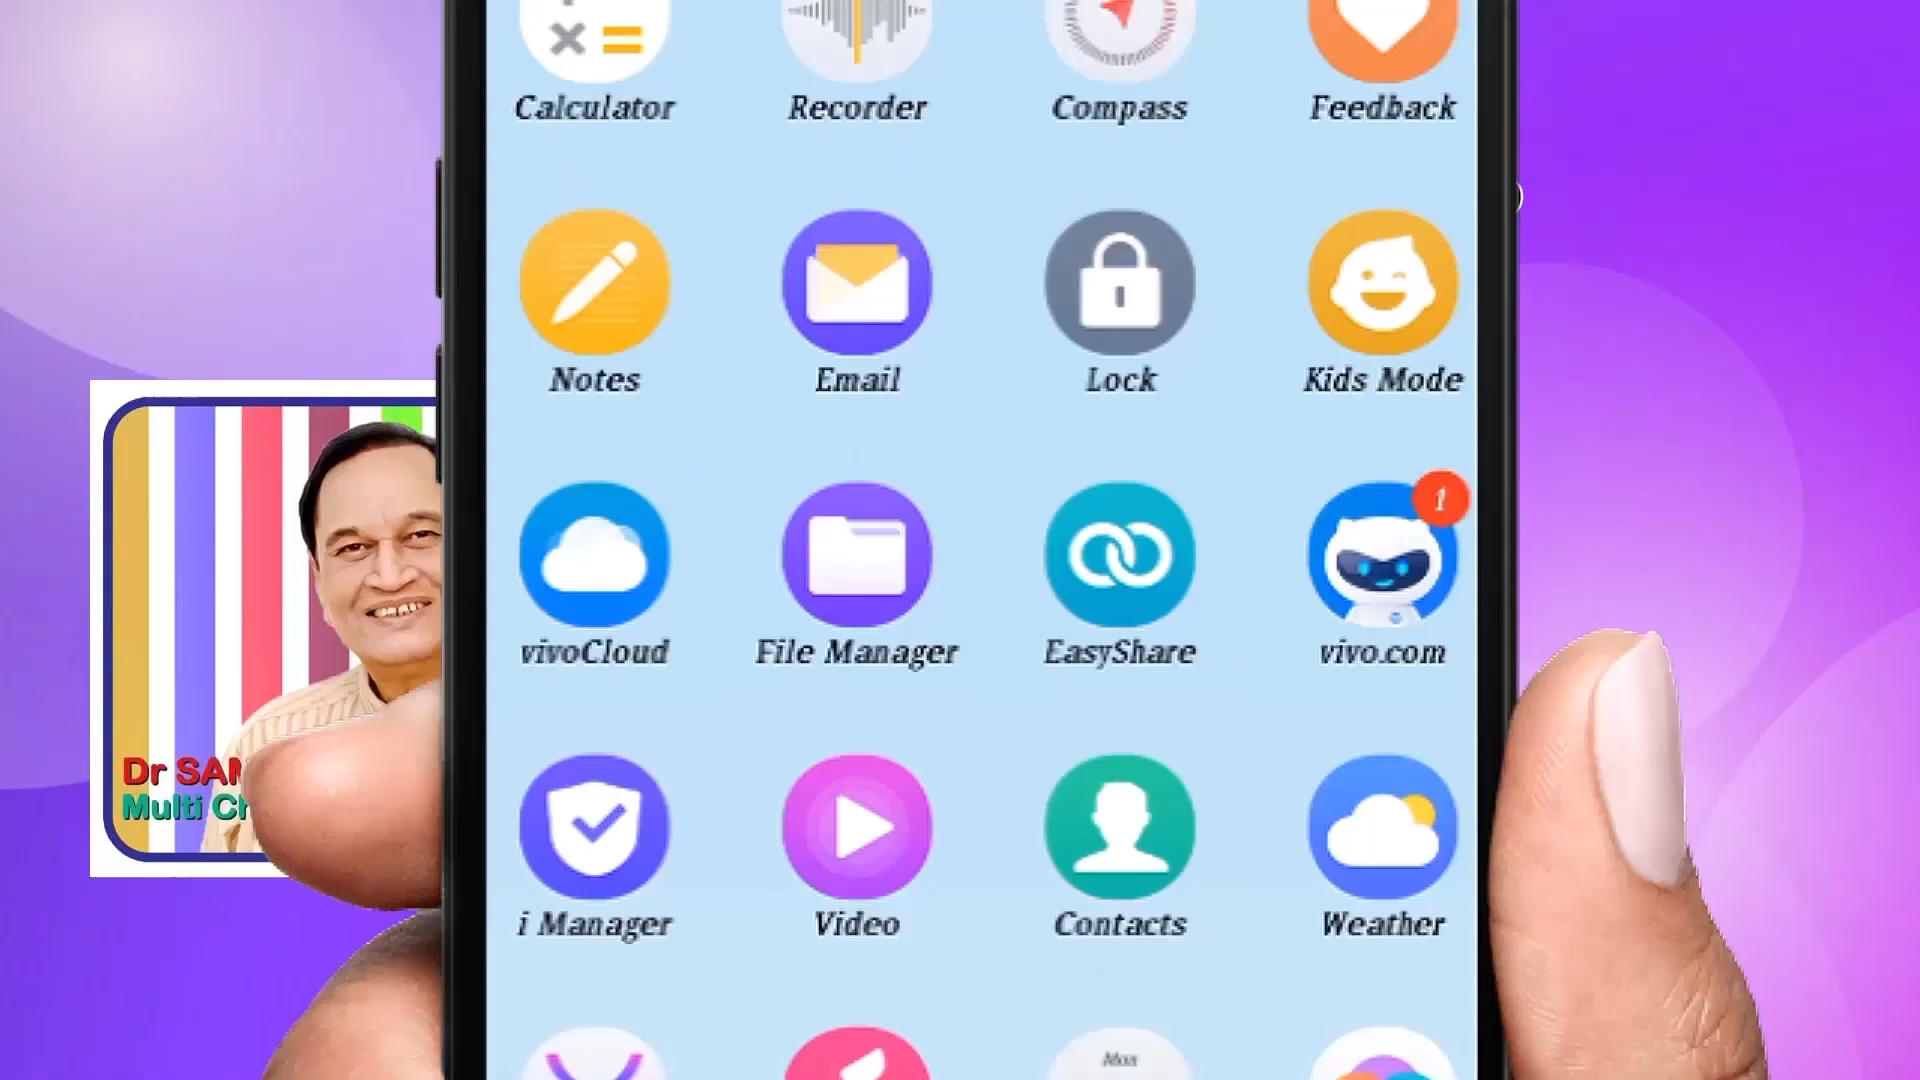 Calculator
Recorder
Compass
Feedback
Notes
Email
Lock
Kids Mode
1
vivoCloud
File Manager
EasyShare
vivo.com
Dr
Multi
i Manager
Video
Contacts
Weather
Mon